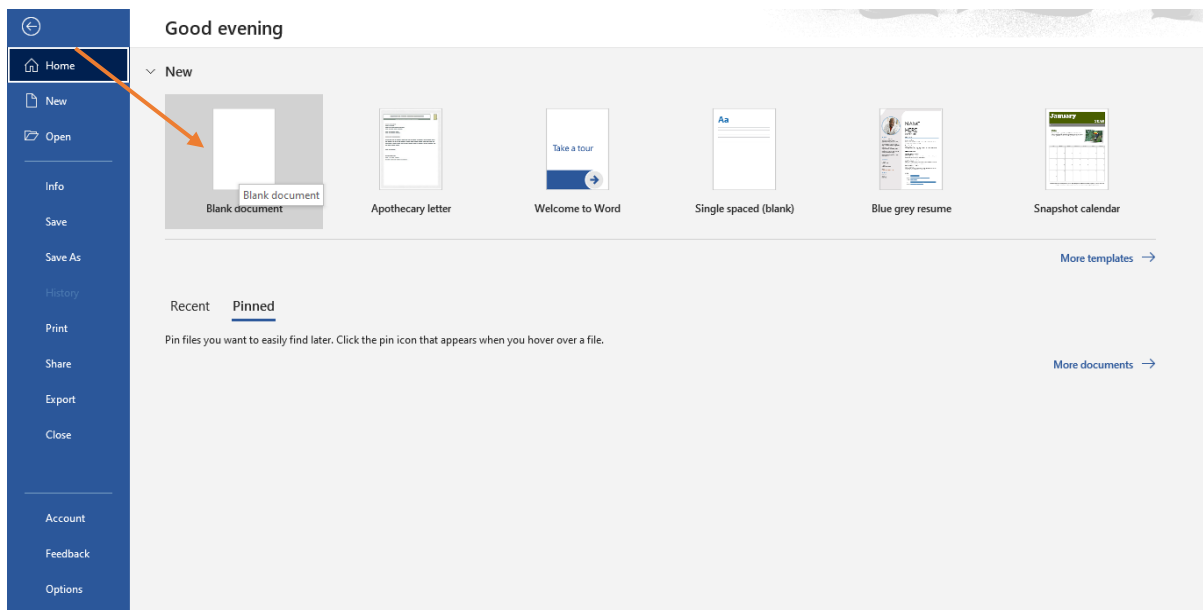 Good evening
Home
New
Open
Info
Save
Save As
History
Print
Share
Export
Close
Account
Feedback
Options
New
Blank document
Blank document
Apothecary letter
Take a tour
Welcome to Word
Aa
Single spaced (blank)
Blue grey resume
January
Snapshot calendar
More templates
Recent Pinned
Pin files you want to easily find later. Click the pin icon that appears when you hover over a file.
More documents